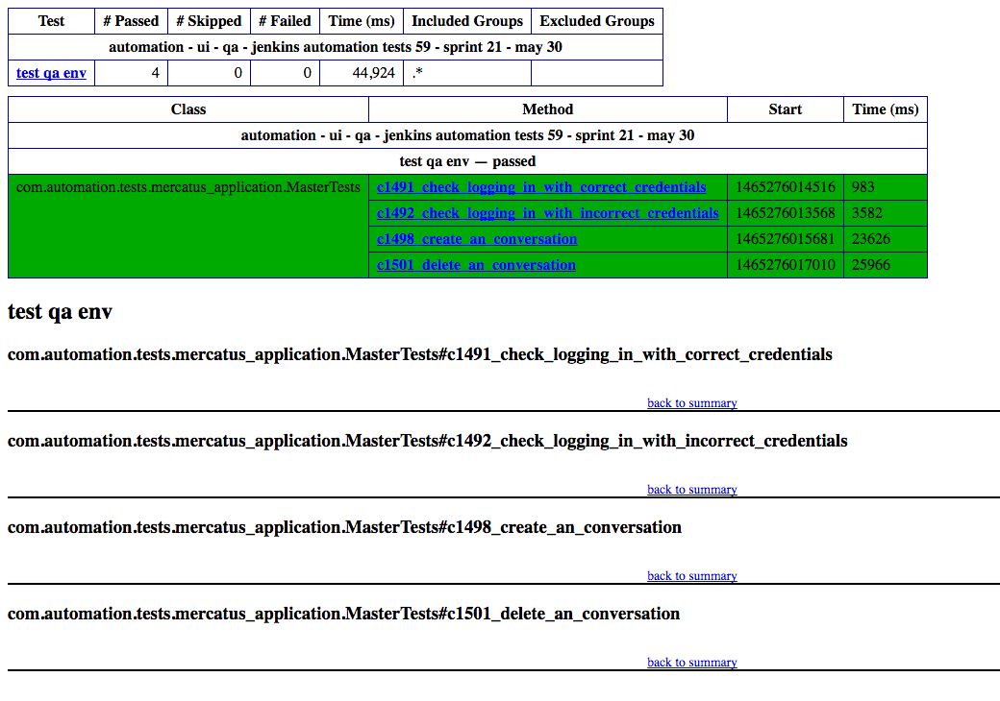 Test # Passed # Skipped # Failed Time (ms) Included Groups Excluded Groups
automation - ui - qa - jenkins automation tests 59 - sprint 21 - may 30
test qa env 4 0 0 44,924 .*
Class Method Start Time (ms)
automation - ui - qa - jenkins automation tests 59 - sprint 21 - may 30
test qa env — passed
com.automation.tests.mercatus_application.MasterTests c1491_check_logging_in_with_correct_credentials 1465276014516 983
c1492_check_logging_in_with_incorrect_credentials 1465276013568 3582
c1498_create_an_conversation 1465276015681 23626
c1501_delete_an_conversation 1465276017010 25966
test qa env
com.automation.tests.mercatus_application.MasterTests#c1491_check_logging_in_with_correct_credentials
back to summary
com.automation.tests.mercatus_application.MasterTests#c1492_check_logging_in_with_incorrect_credentials
back to summary
com.automation.tests.mercatus_application.MasterTests#c1498_create_an_conversation
back to summary
com.automation.tests.mercatus_application.MasterTests#c1501_delete_an_conversation
back to summary